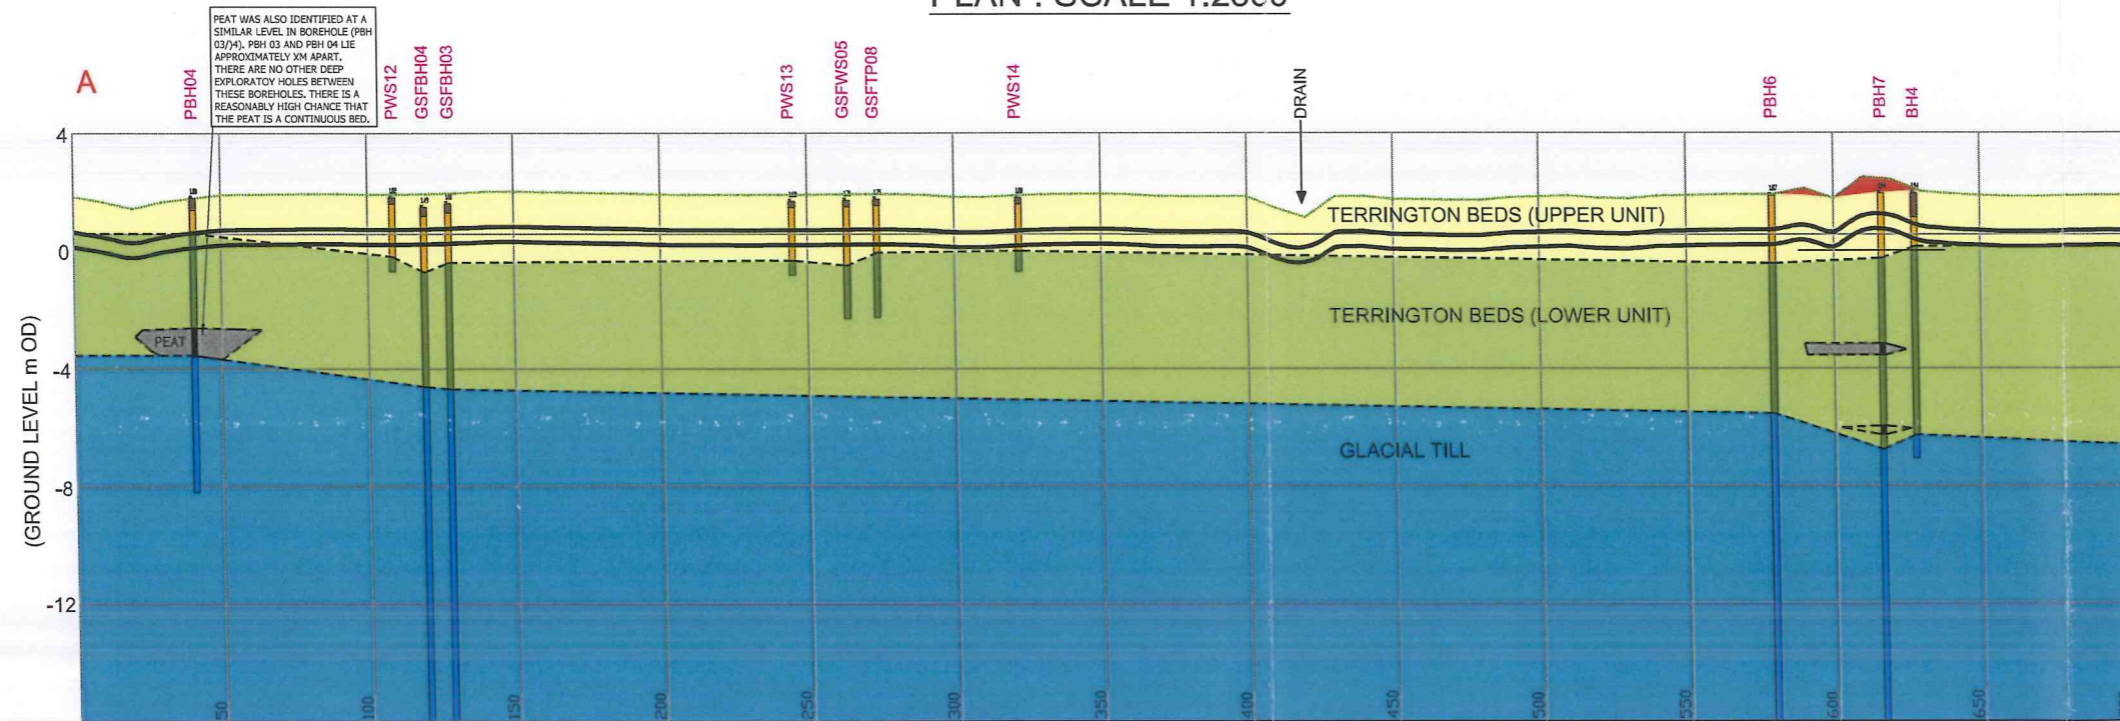 PEAT WAS ALSO IDENTIFIED AT A
SIMILAR LEVEL IN BOREHOLE (PBH
03/)4). PBH 03 AND PBH 04 LIE
APPROXIMATELY XM APART.
THERE ARE NO OTHER DEEP
EXPLORATOY HOLES BETWEEN
THESE BOREHOLES. THERE IS A
REASONABLY HIGH CHANCE THAT
THE PEAT IS A CONTINUOUS BED.
A
PBH04
PWS12
GSFBH04
GSFBH03
PWS13
GSFWS05
GSFTP08
PWS14
DRAIN
PBH6
PBH7
BH4
4
0
-4
-8
-12
(GROUND LEVEL m OD)
TERRINGTON BEDS (UPPER UNIT)
TERRINGTON BEDS (LOWER UNIT)
PEAT
GLACIAL TILL
50
100
150
200
250
300
350
400
450
500
550
600
650